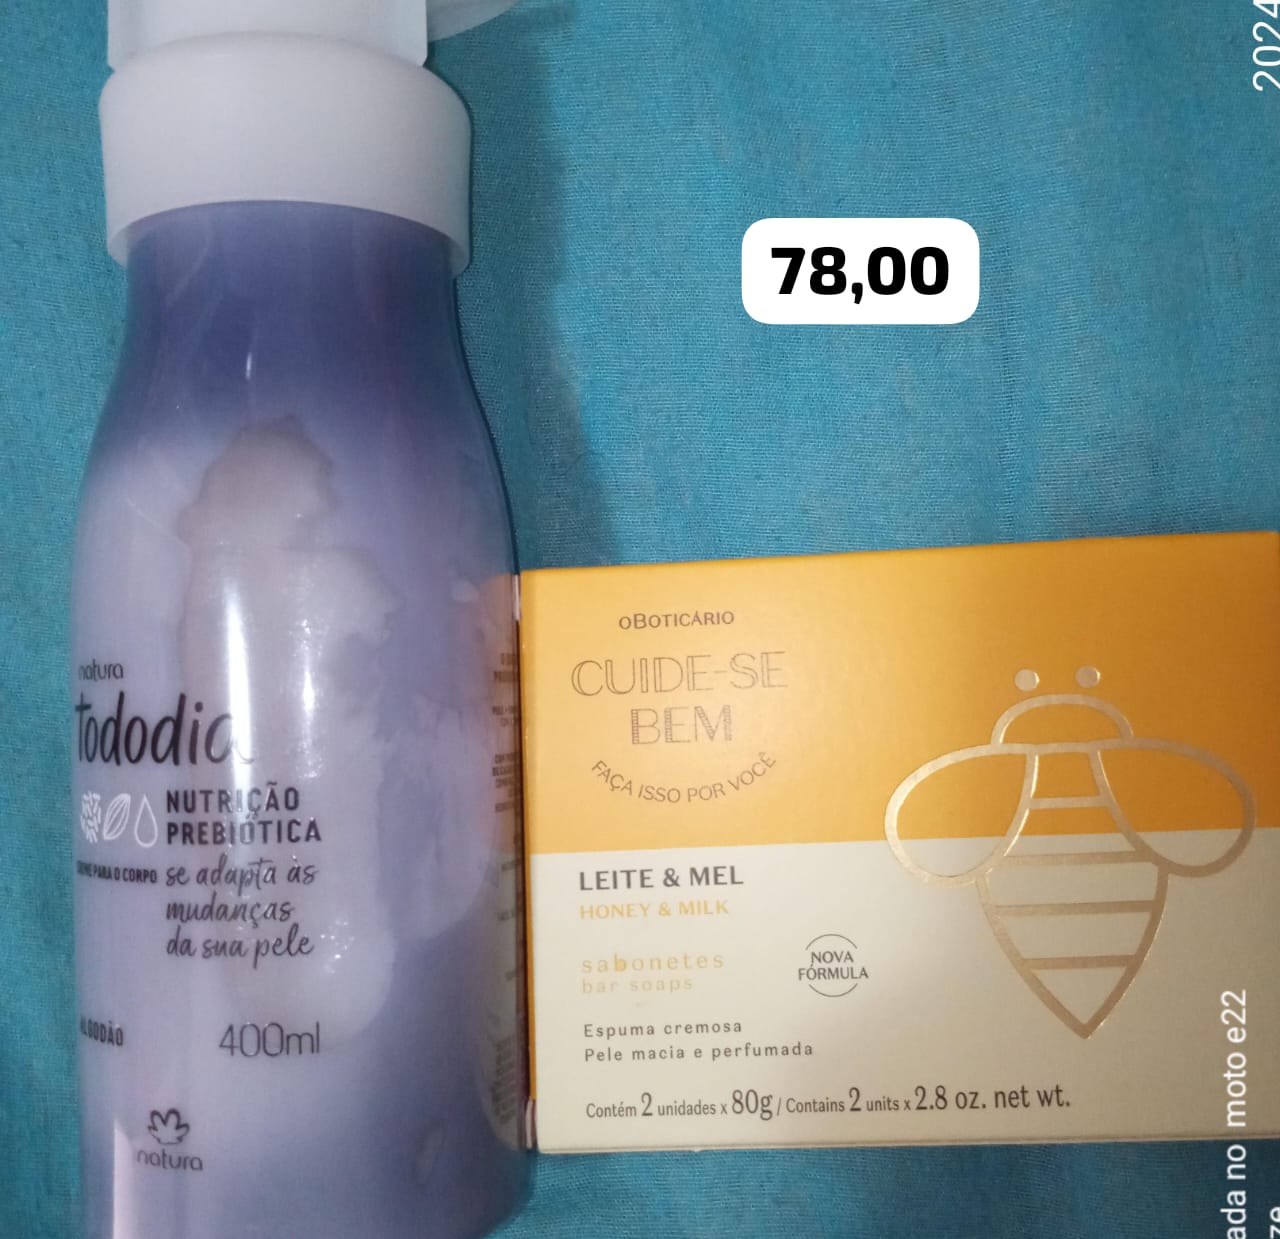 2024
78,00
natura
tododia
NUTRIÇÃO
PREBIÓTICA
PARA O CORPO
se adapta às
mudanças
da sua pele
400ml
natura
oBOTICÁRIO
CUIDE-SE
BEM
FAÇA ISSO POR VOCÊ
LEITE & MEL
HONEY & MILK
sabonetes
bar soaps
NOVA
FÓRMULA
Espuma cremosa
Pele macia e perfumada
Contém 2 unidades x 80g / Contains 2 units x 2.8 oz. net wt.
ada no moto e22
ze